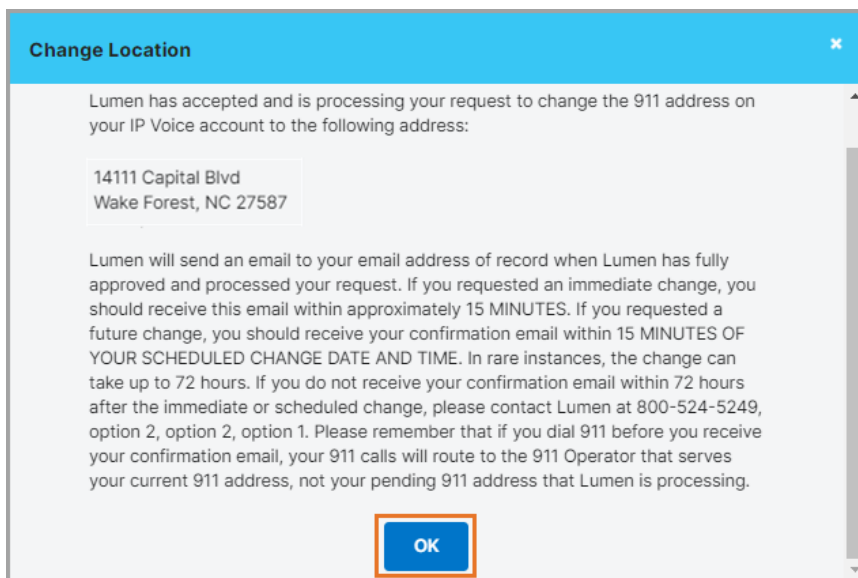 Change Location
Lumen has accepted and is processing your request to change the 911 address on
your IP Voice account to the following address:
14111 Capital Blvd
Wake Forest, NC 27587
Lumen will send an email to your email address of record when Lumen has fully
approved and processed your request. If you requested an immediate change, you
should receive this email within approximately 15 MINUTES. If you requested a
future change, you should receive your confirmation email within 15 MINUTES OF
YOUR SCHEDULED CHANGE DATE AND TIME. In rare instances, the change can
take up to 72 hours. If you do not receive your confirmation email within 72 hours
after the immediate or scheduled change, please contact Lumen at 800-524-5249,
option 2, option 2, option 1. Please remember that if you dial 911 before you receive
your confirmation email, your 911 calls will route to the 911 Operator that serves
your current 911 address, not your pending 911 address that Lumen is processing.
OK